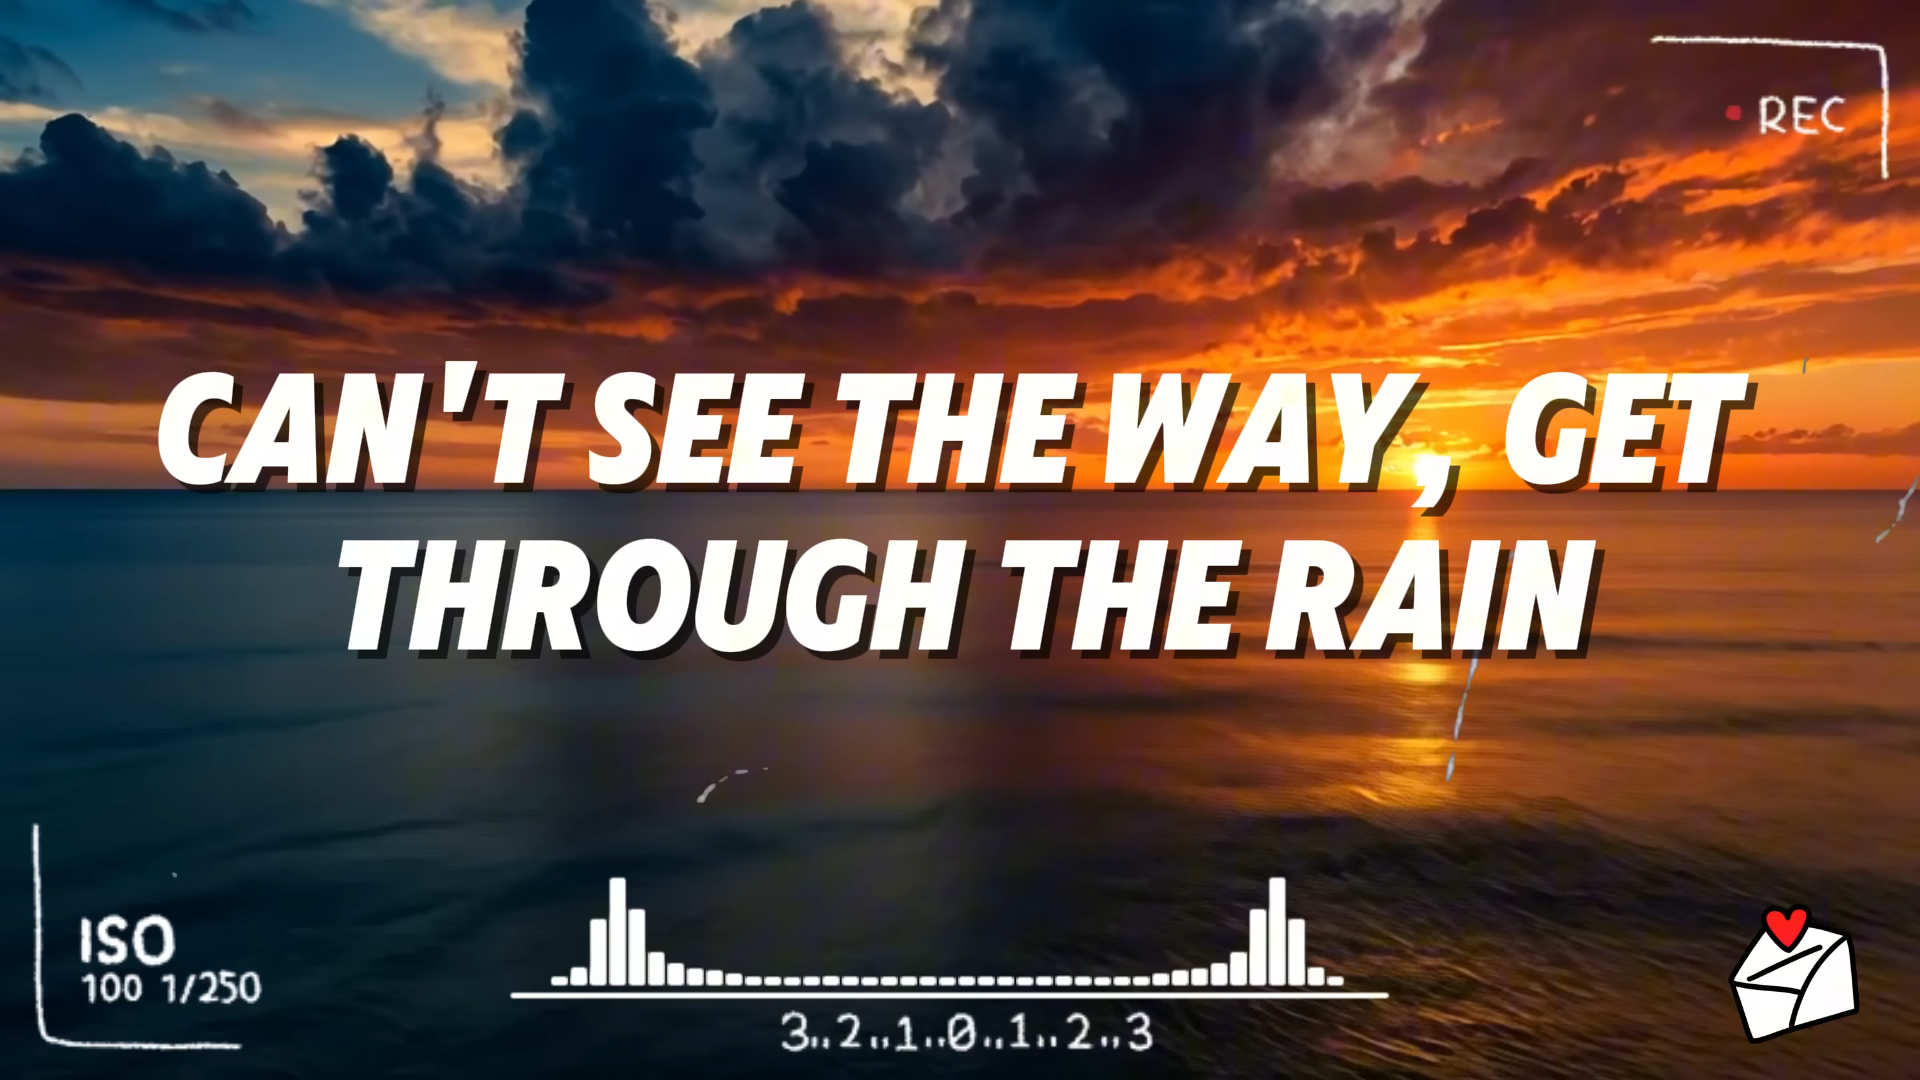 REC
CAN'T SEE THE WAY, GET
THROUGH THE RAIN
ISO
100 1/250
3..2..1..0..1..2..3